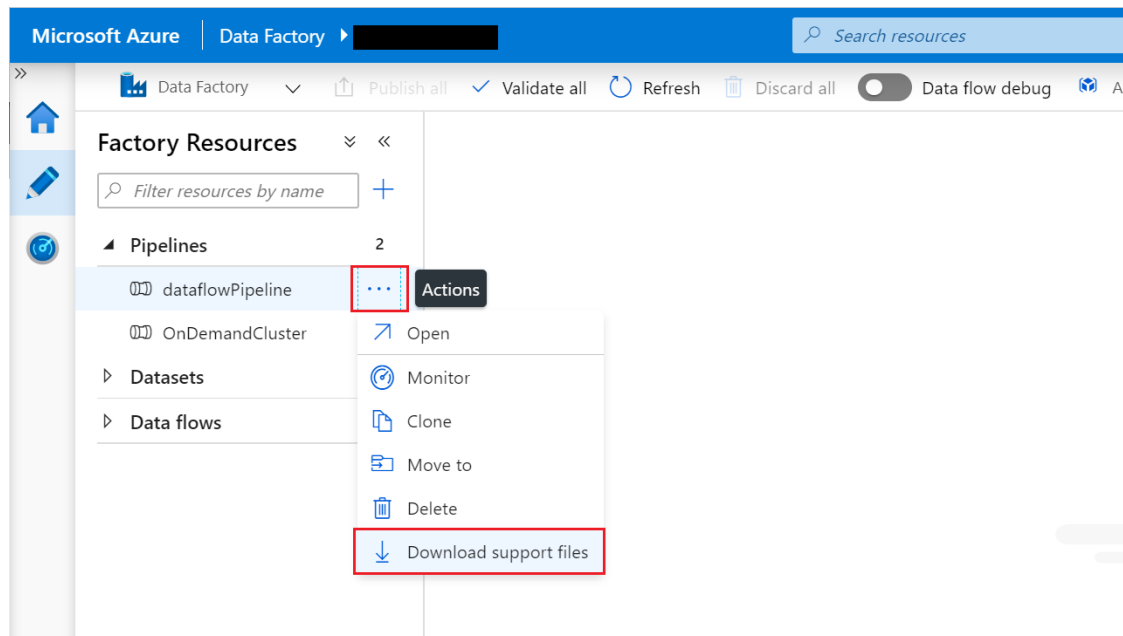 Microsoft Azure Data Factory Search resources
» Data Factory Publish all Validate all Refresh Discard all Data flow debug A
Factory Resources
Filter resources by name
Pipelines 2
dataflowPipeline ... Actions
OnDemandCluster
Open
Datasets
Monitor
Data flows
Clone
Move to
Delete
Download support files